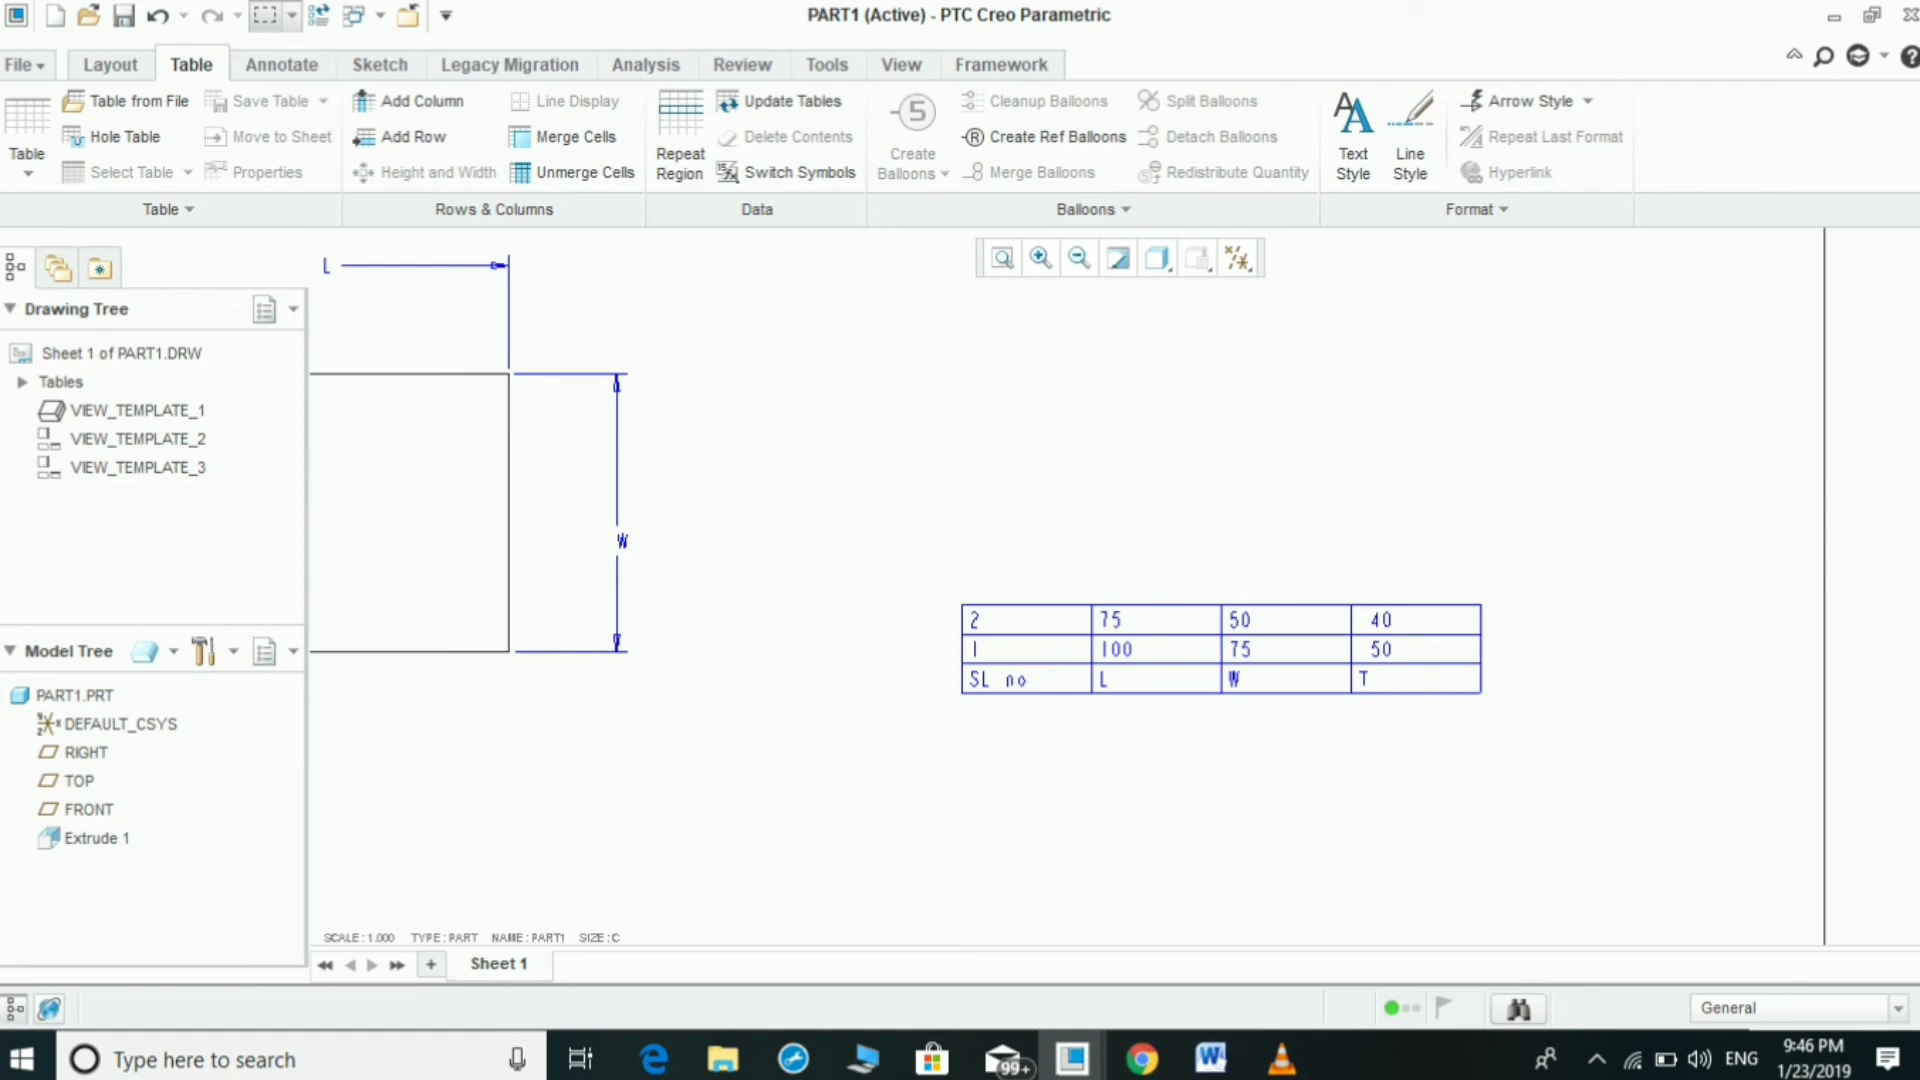 PART1 (Active) - PTC Creo Parametric
File Layout Table Annotate Sketch Legacy Migration Analysis Review Tools View Framework
Table
Table from File
Hole Table
Select Table
Save Table
Move to Sheet
Properties
Add Column
Add Row
Height and Width
Line Display
Merge Cells
Unmerge Cells
Repeat Region
Update Tables
Delete Contents
Switch Symbols
Create Balloons
Cleanup Balloons
Create Ref Balloons
Merge Balloons
Split Balloons
Detach Balloons
Redistribute Quantity
Text Style
Line Style
Arrow Style
Repeat Last Format
Hyperlink
Table Rows & Columns Data Balloons Format
Drawing Tree
Sheet 1 of PART1.DRW
Tables
VIEW_TEMPLATE_1
VIEW_TEMPLATE_2
VIEW_TEMPLATE_3
Model Tree
PART1.PRT
DEFAULT_CSYS
RIGHT
TOP
FRONT
Extrude 1
L
W
2 75 50 40
1 100 75 50
SL no L W T
SCALE:1.000 TYPE:PART NAME:PART1 SIZE:C
Sheet 1
General
Type here to search
99+
ENG
9:46 PM
1/23/2019